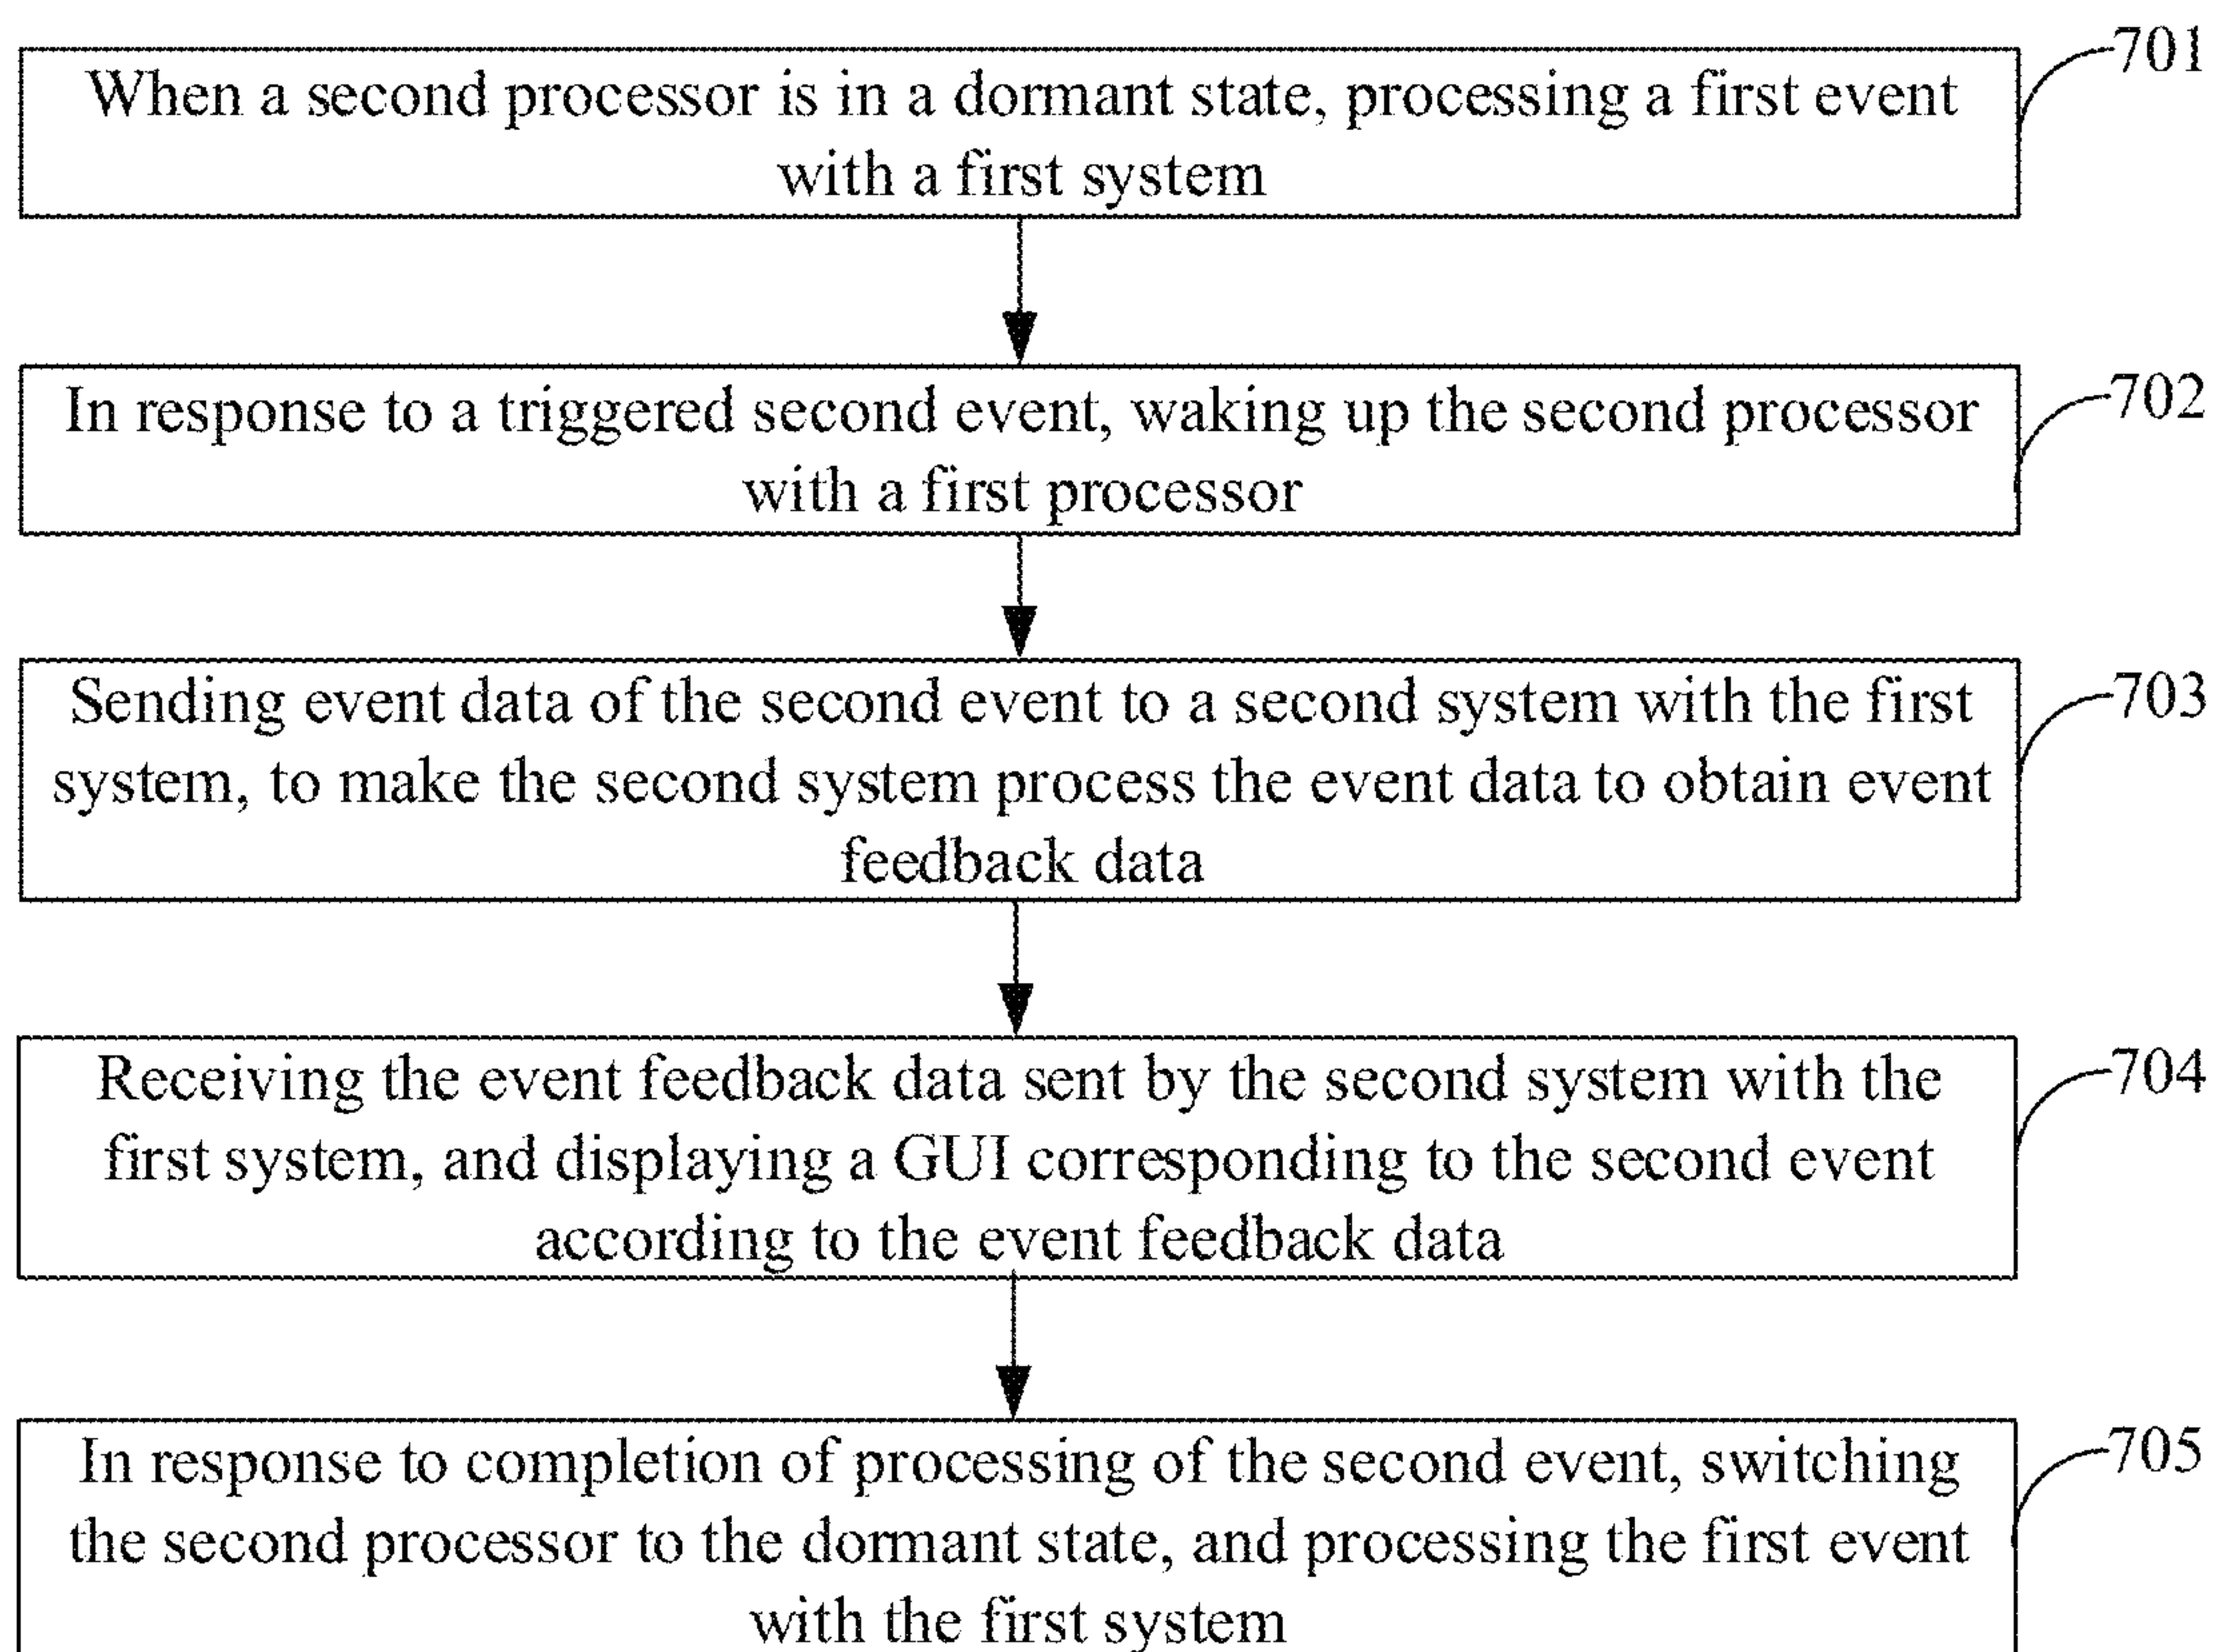 When a second processor is in a dormant state, processing a first event
with a first system
701
In response to a triggered second event, waking up the second processor
with a first processor
702
Sending event data of the second event to a second system with the first
system, to make the second system process the event data to obtain event
feedback data
703
Receiving the event feedback data sent by the second system with the
first system, and displaying a GUI corresponding to the second event
according to the event feedback data
704
In response to completion of processing of the second event, switching
the second processor to the dormant state, and processing the first event
with the first system
705